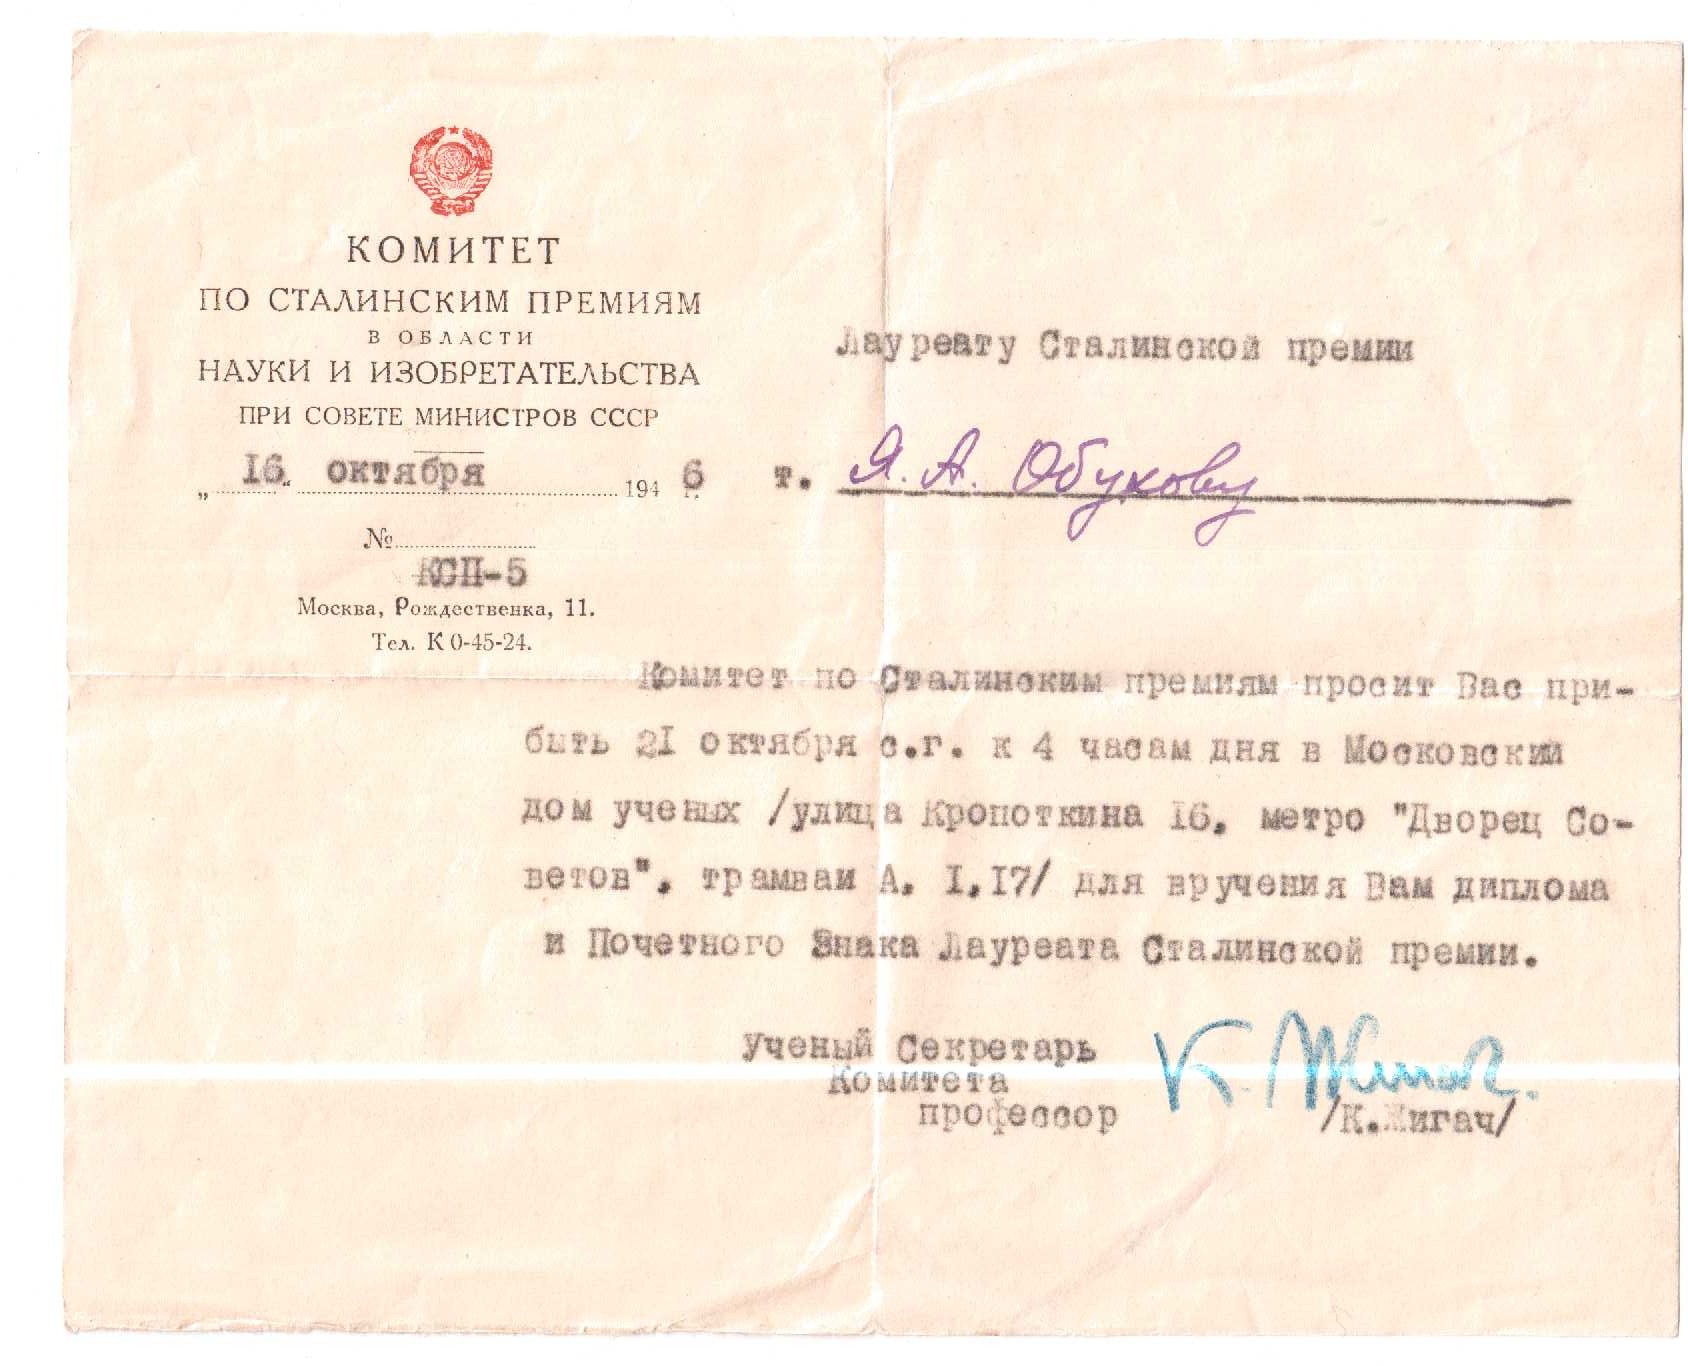 КОМИТЕТ
ПО СТАЛИНСКИМ ПРЕМИЯМ
В ОБЛАСТИ
НАУКИ И ИЗОБРЕТАТЕЛЬСТВА
ПРИ СОВЕТЕ МИНИСТРОВ СССР
„16“ октября 1946 г.
№
КСП-5
Москва, Рождественка, 11.
Тел. К 0-45-24.
Лауреату Сталинской премии
т. Я. А. Обухову
Комитет по Сталинским премиям просит Вас при-
быть 21 октября с.г. к 4 часам дня в Московский
дом ученых /улица Кропоткина 16, метро "Дворец Со-
ветов", трамваи А, I,I7/ для вручения Вам диплома
и Почетного Знака Лауреата Сталинской премии.
Ученый Секретарь
Комитета
профессор
К. Жигач.
/К.Жигач/